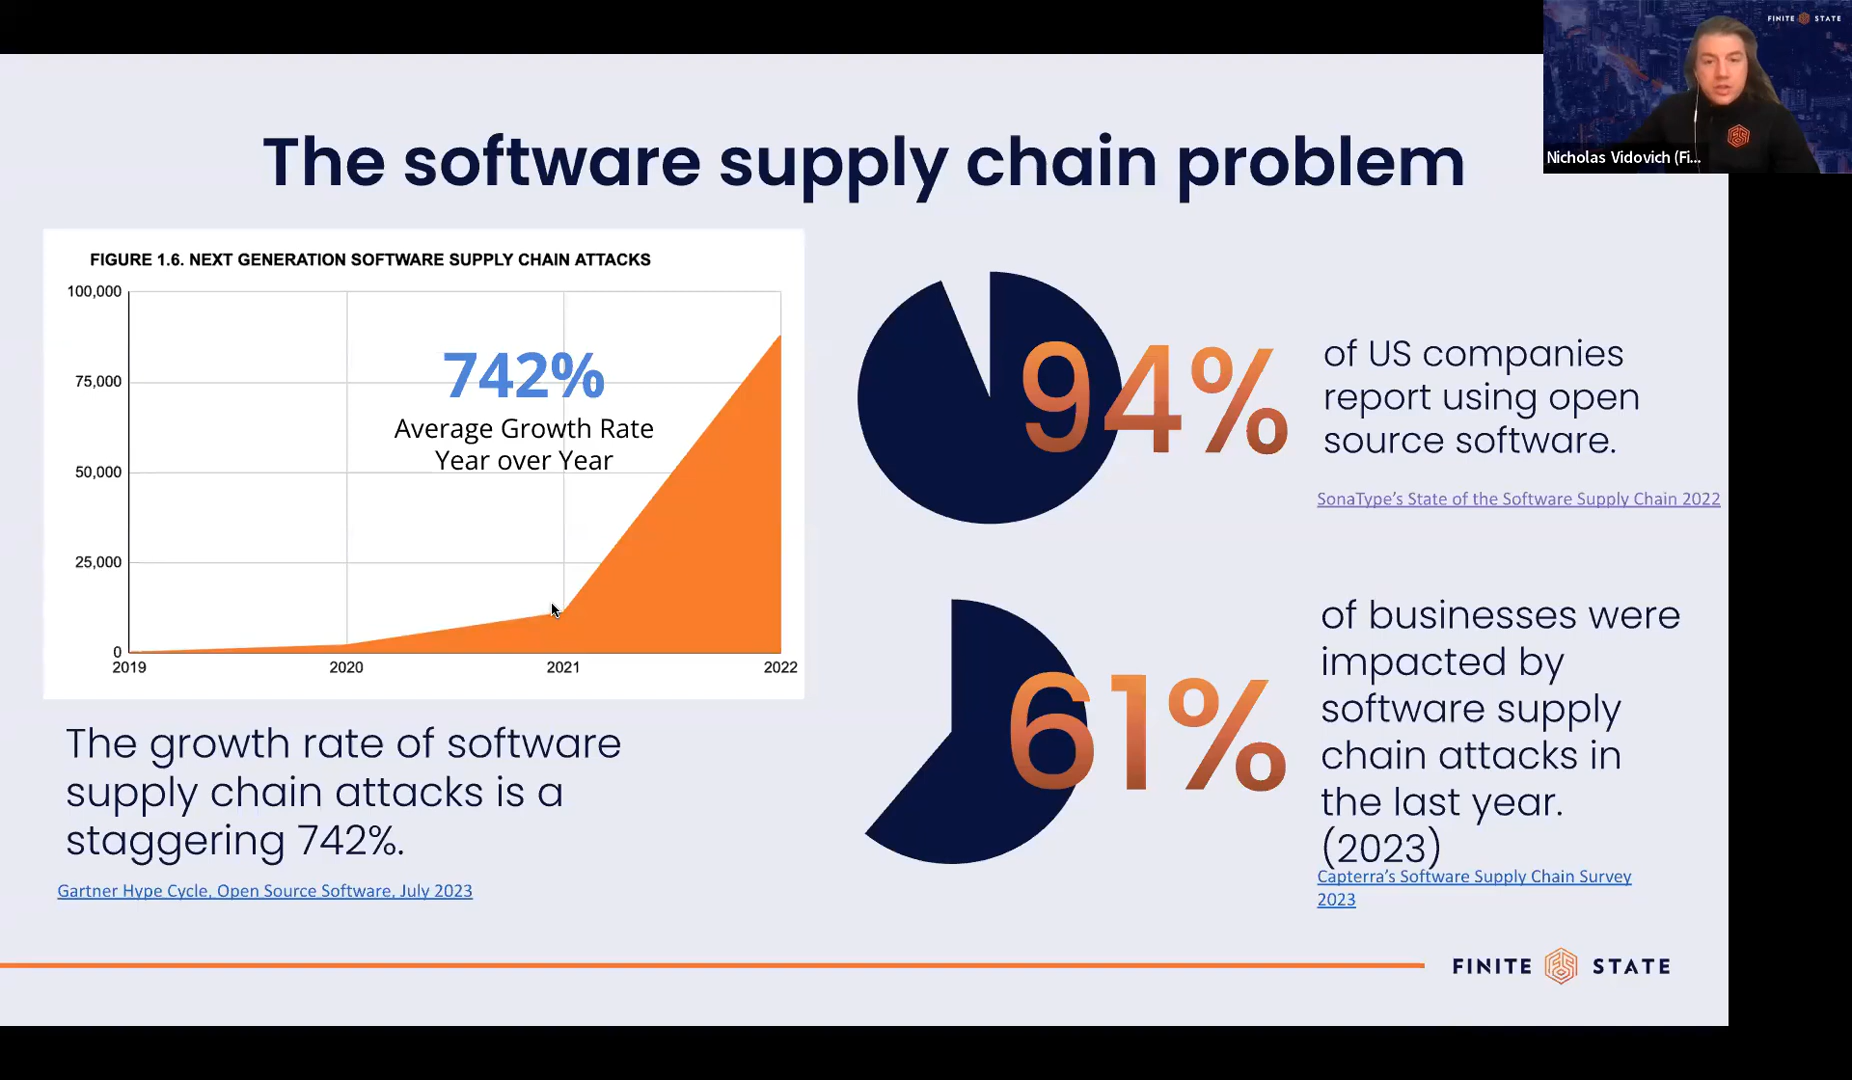 FINITE STATE
Nicholas Vidovich (Fi...
The software supply chain problem
FIGURE 1.6. NEXT GENERATION SOFTWARE SUPPLY CHAIN ATTACKS
100,000
75,000
50,000
25,000
0
2019 2020 2021 2022
742%
Average Growth Rate
Year over Year
The growth rate of software
supply chain attacks is a
staggering 742%.
Gartner Hype Cycle, Open Source Software, July 2023
94%
of US companies
report using open
source software.
SonaType's State of the Software Supply Chain 2022
61%
of businesses were
impacted by
software supply
chain attacks in
the last year.
(2023)
Capterra's Software Supply Chain Survey
2023
FINITE STATE